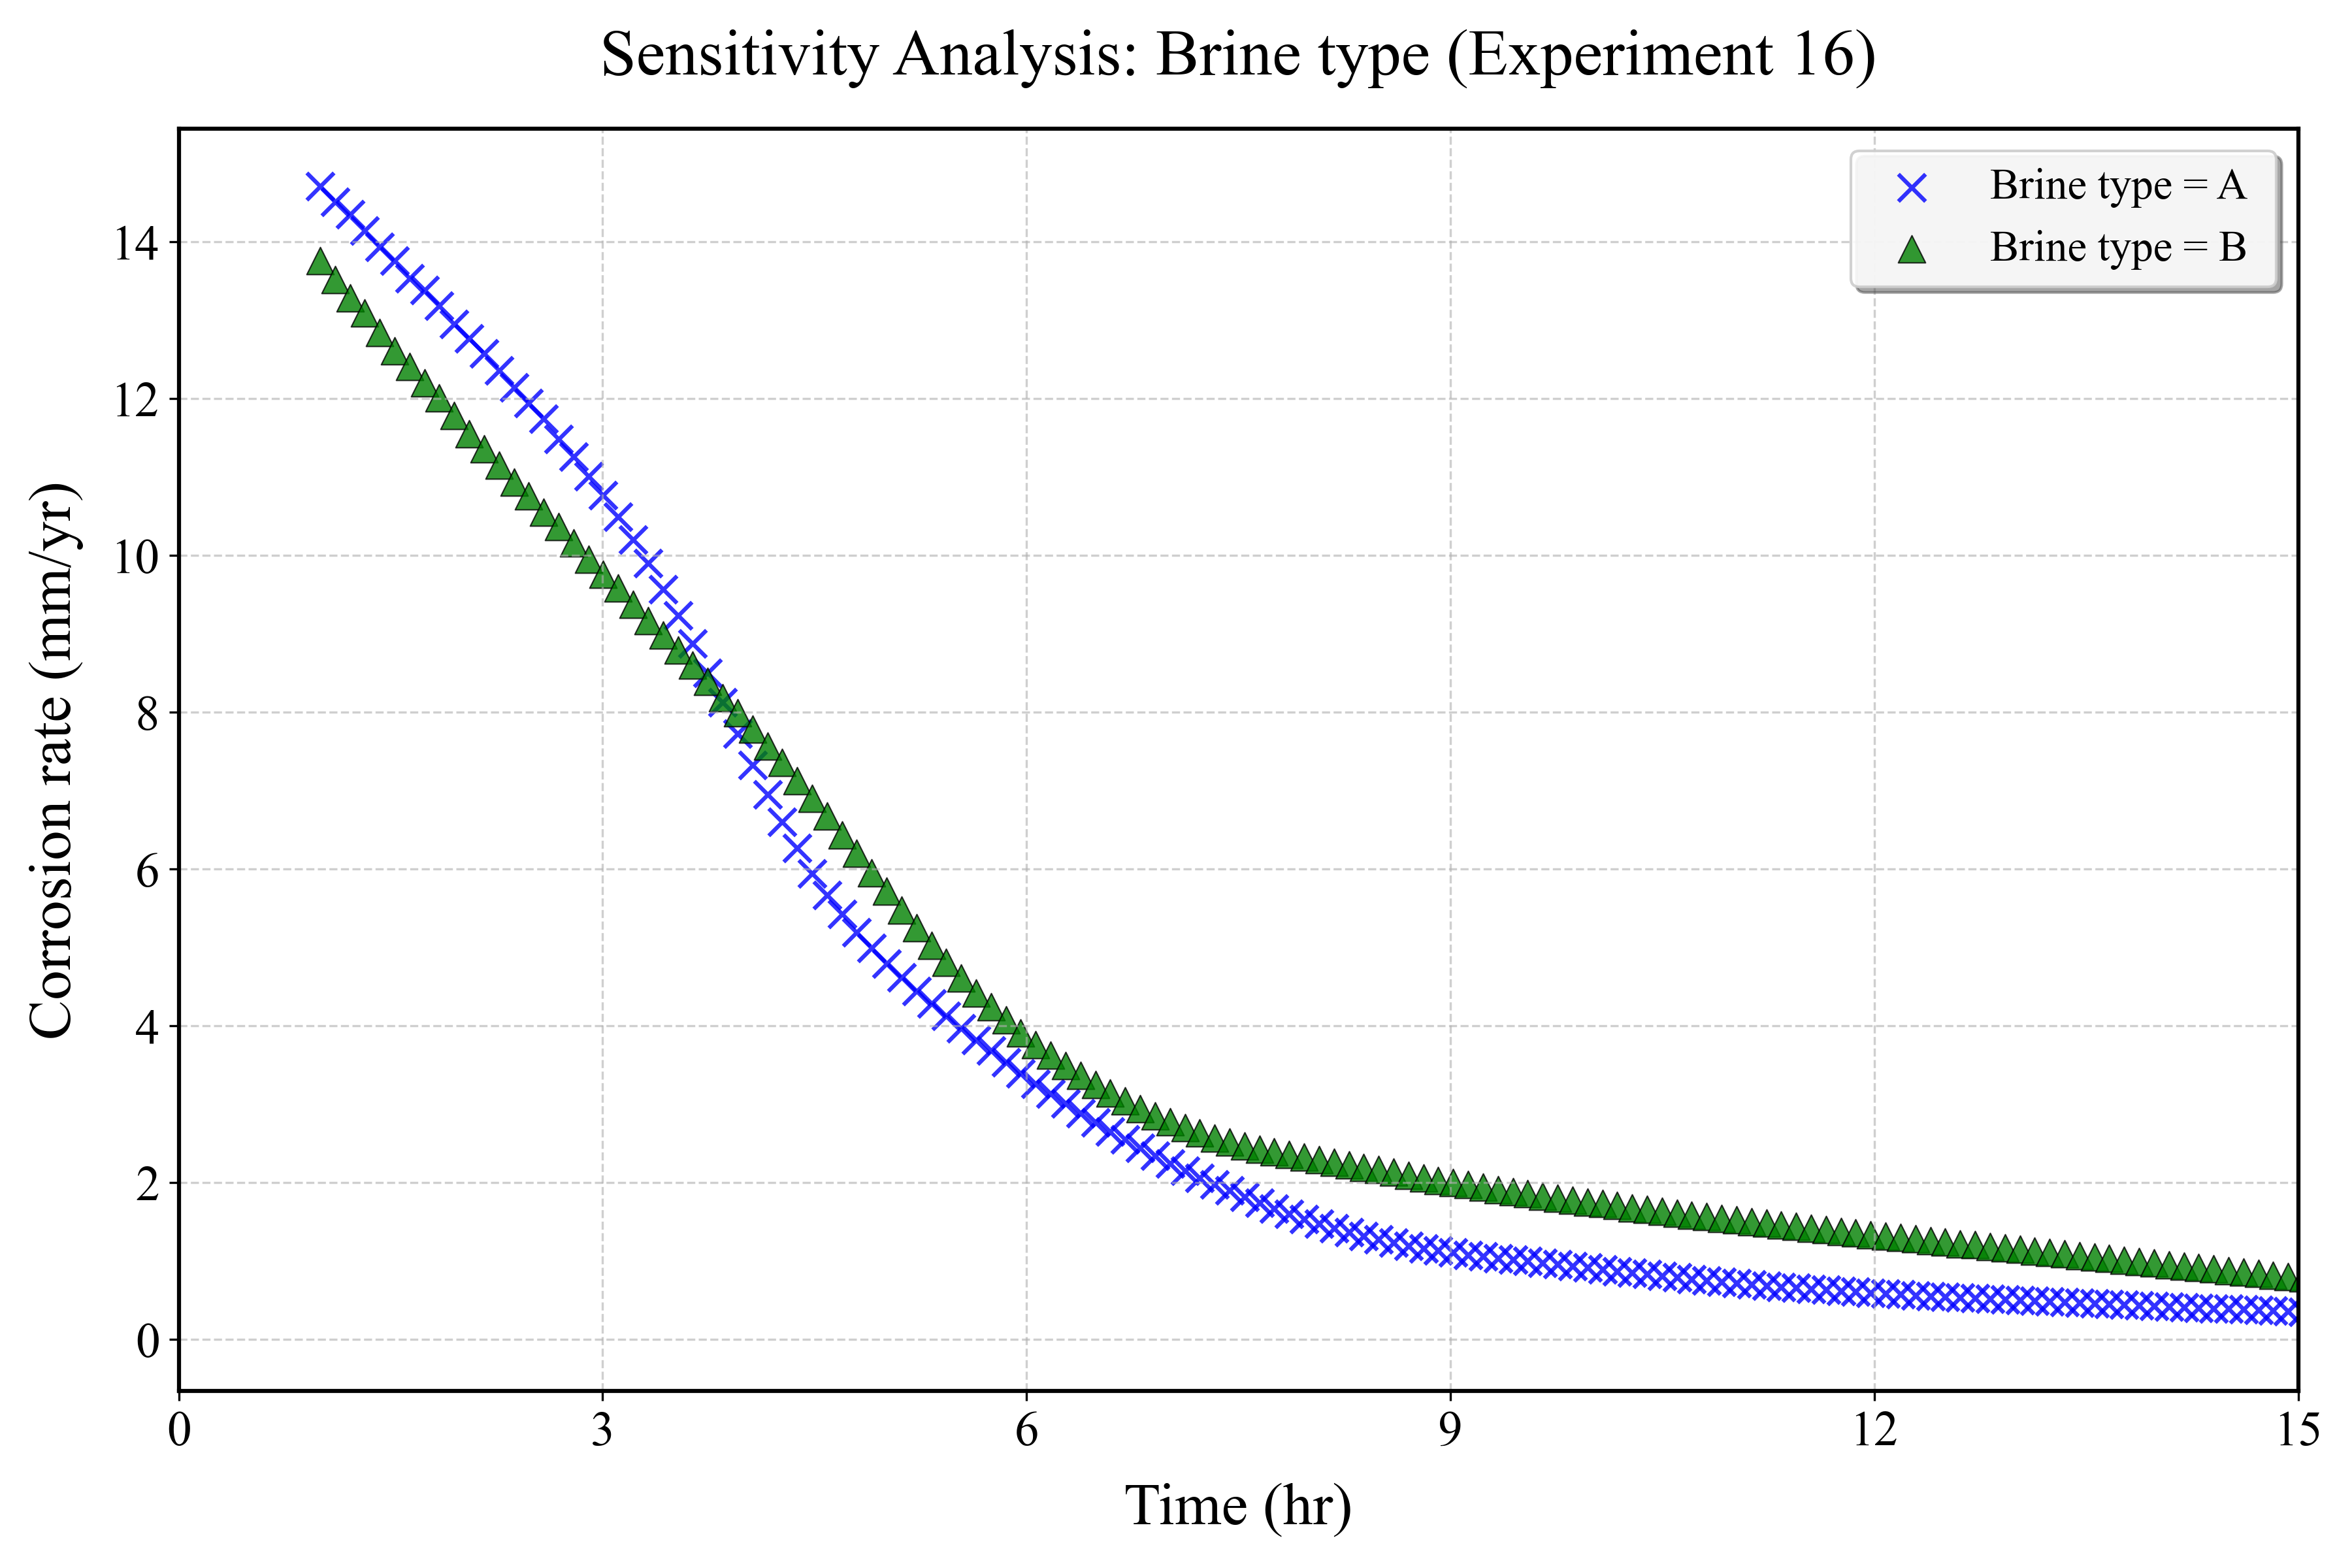 Sensitivity Analysis: Brine type (Experiment 16)
Brine type = A
Brine type = B
Corrosion rate (mm/yr)
14
12
10
8
6
4
2
0
0 3 6 9 12 15
Time (hr)